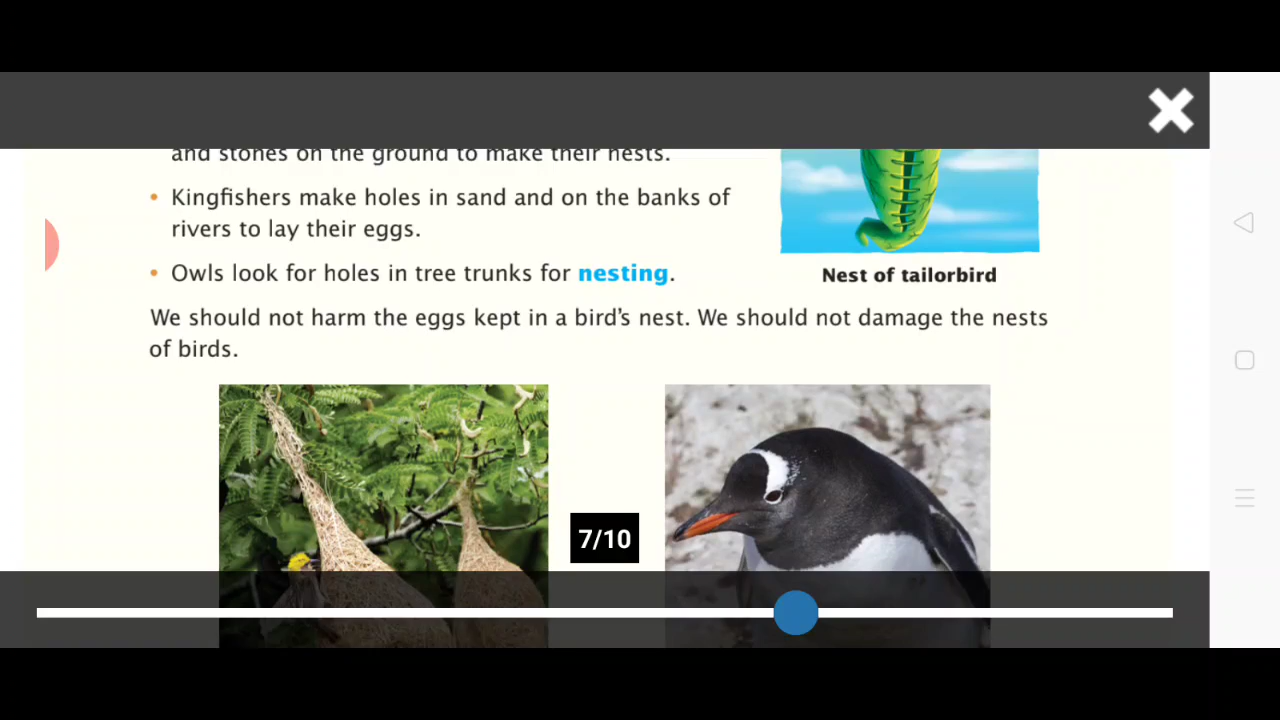 and stones on the ground to make their nests.
• Kingfishers make holes in sand and on the banks of
rivers to lay their eggs.
• Owls look for holes in tree trunks for nesting.
Nest of tailorbird
We should not harm the eggs kept in a bird's nest. We should not damage the nests
of birds.
7/10